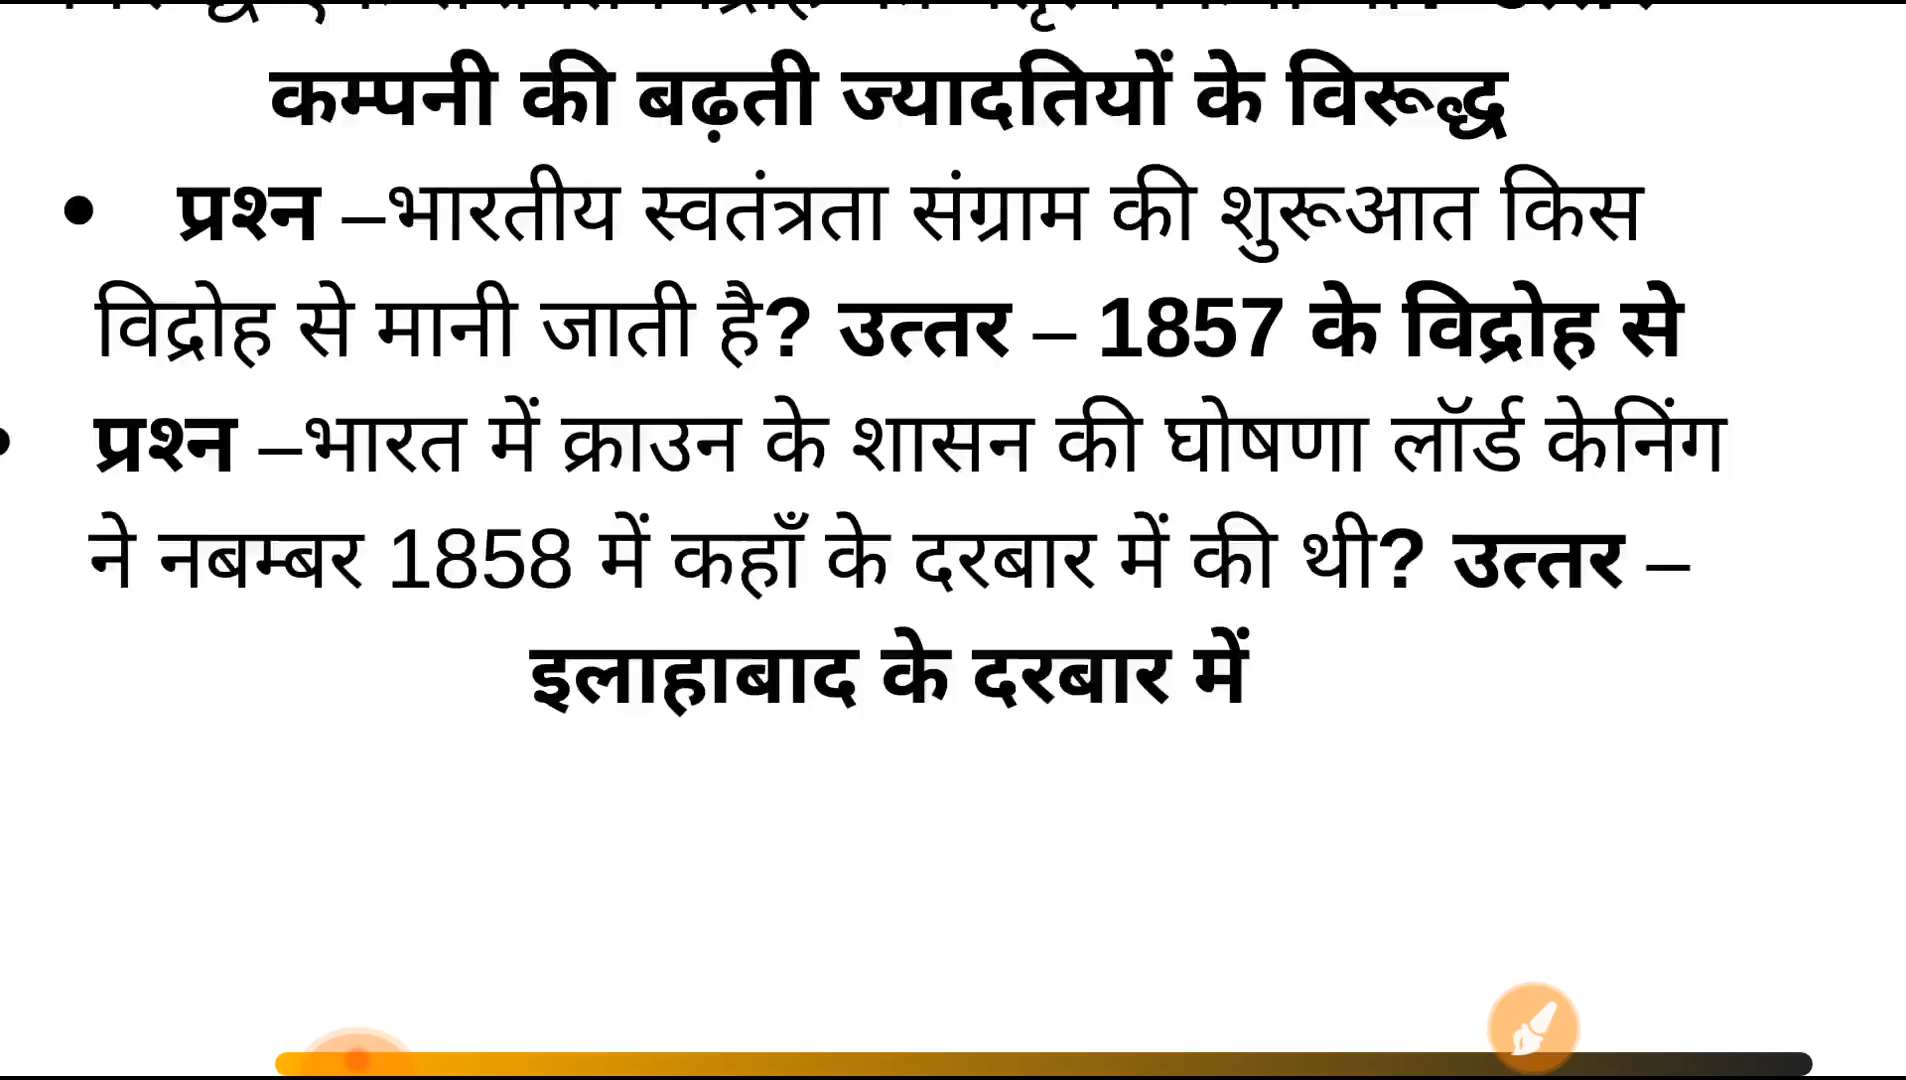 कम्पनी की बढ़ती ज्यादतियों के विरूद्ध
• प्रश्न –भारतीय स्वतंत्रता संग्राम की शुरूआत किस
विद्रोह से मानी जाती है? उत्तर – 1857 के विद्रोह से
• प्रश्न –भारत में क्राउन के शासन की घोषणा लॉर्ड केनिंग
ने नबम्बर 1858 में कहाँ के दरबार में की थी? उत्तर –
इलाहाबाद के दरबार में